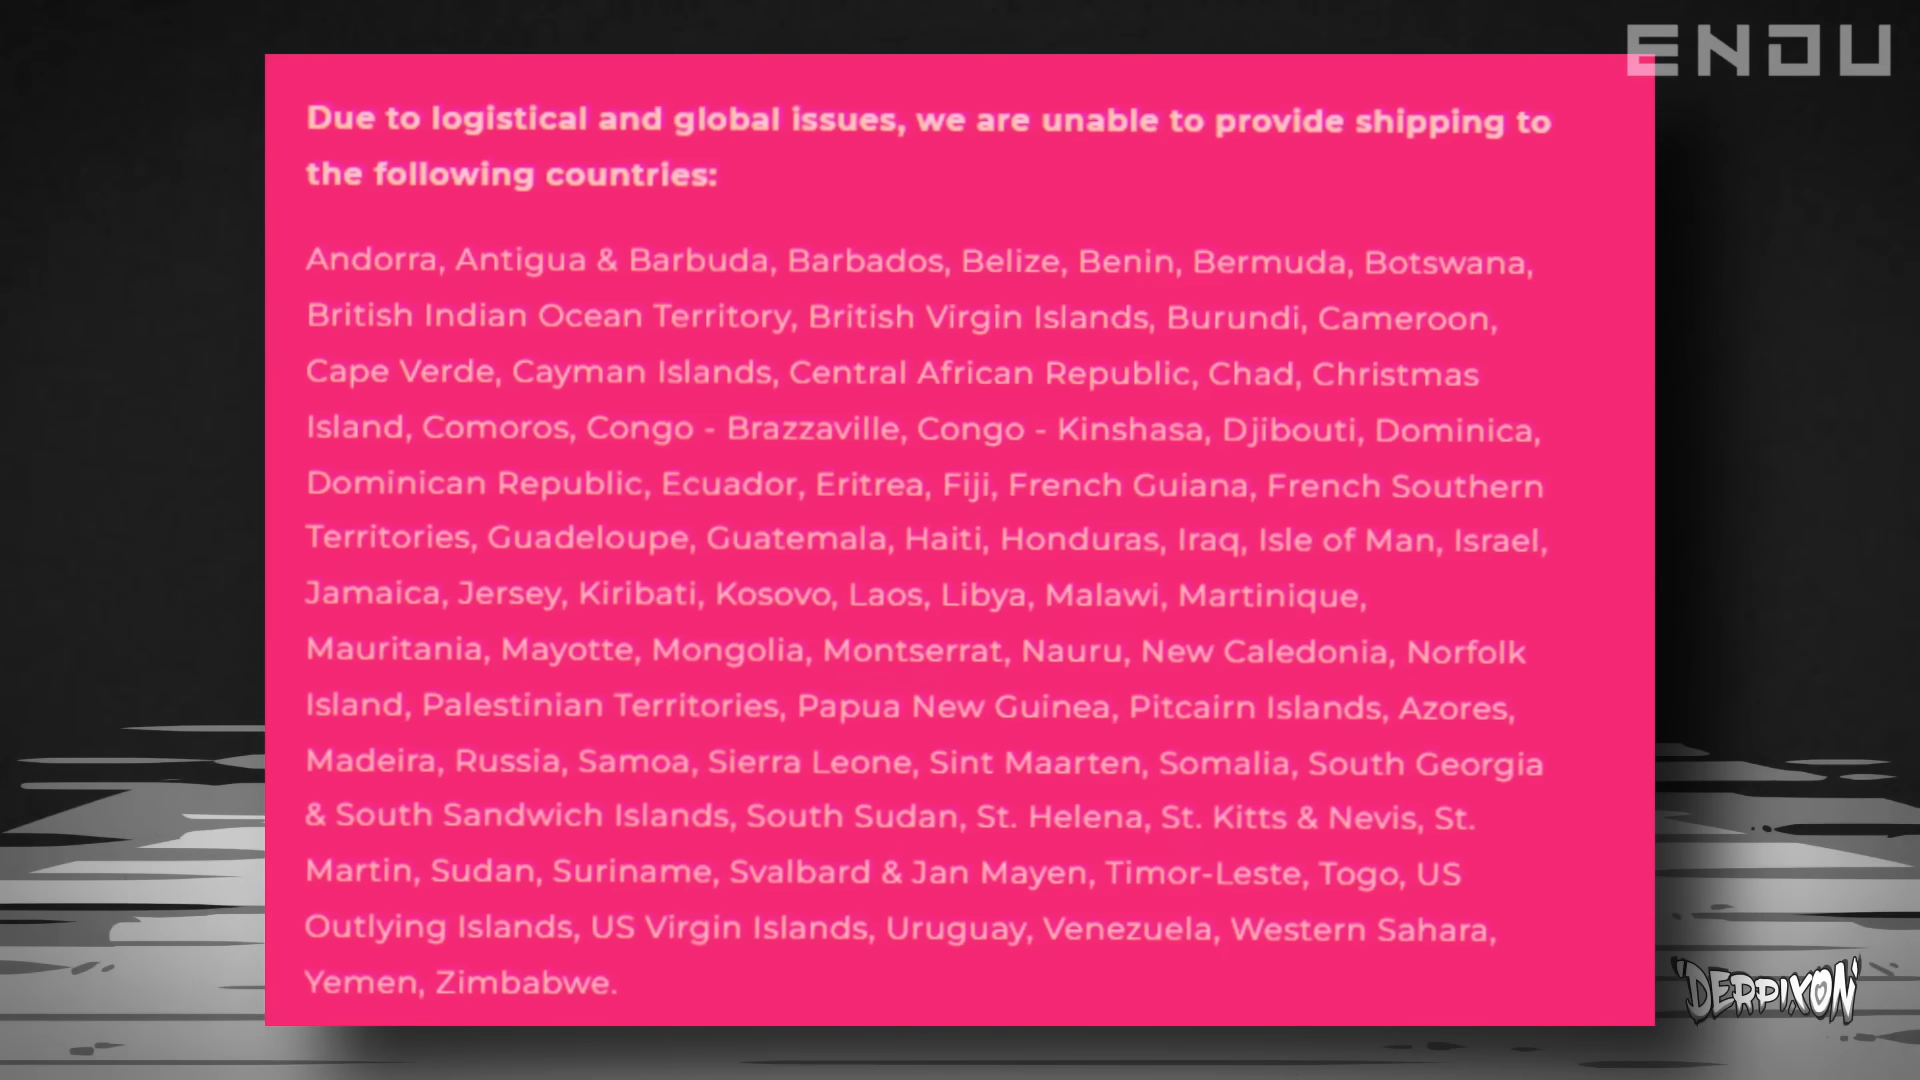 ENDU
Due to logistical and global issues, we are unable to provide shipping to
the following countries:
Andorra, Antigua & Barbuda, Barbados, Belize, Benin, Bermuda, Botswana,
British Indian Ocean Territory, British Virgin Islands, Burundi, Cameroon,
Cape Verde, Cayman Islands, Central African Republic, Chad, Christmas
Island, Comoros, Congo - Brazzaville, Congo - Kinshasa, Djibouti, Dominica,
Dominican Republic, Ecuador, Eritrea, Fiji, French Guiana, French Southern
Territories, Guadeloupe, Guatemala, Haiti, Honduras, Iraq, Isle of Man, Israel,
Jamaica, Jersey, Kiribati, Kosovo, Laos, Libya, Malawi, Martinique,
Mauritania, Mayotte, Mongolia, Montserrat, Nauru, New Caledonia, Norfolk
Island, Palestinian Territories, Papua New Guinea, Pitcairn Islands, Azores,
Madeira, Russia, Samoa, Sierra Leone, Sint Maarten, Somalia, South Georgia
& South Sandwich Islands, South Sudan, St. Helena, St. Kitts & Nevis, St.
Martin, Sudan, Suriname, Svalbard & Jan Mayen, Timor-Leste, Togo, US
Outlying Islands, US Virgin Islands, Uruguay, Venezuela, Western Sahara,
Yemen, Zimbabwe.
DERPIXON